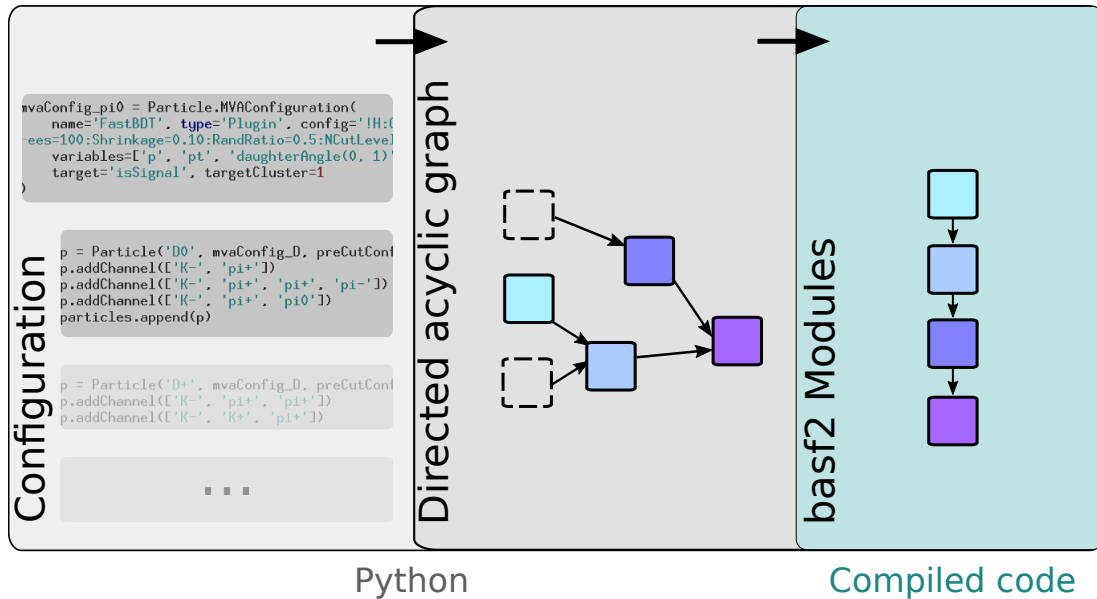 Configuration
mvaConfig_pi0 = Particle.MVAConfiguration(
name='FastBDT', type='Plugin', config='!H:
ees=100:Shrinkage=0.10:RandRatio=0.5:NCutLevel
variables=['p', 'pt', 'daughterAngle(0, 1)'
target='isSignal', targetCluster=1
)
p = Particle('D0', mvaConfig_D, preCutConf
p.addChannel(['K-', 'pi+'])
p.addChannel(['K-', 'pi+', 'pi+', 'pi-'])
p.addChannel(['K-', 'pi+', 'pi0'])
particles.append(p)
p = Particle('D+', mvaConfig_D, preCutConf
p.addChannel(['K-', 'pi+', 'pi+'])
p.addChannel(['K-', 'K+', 'pi+'])
...
Directed acyclic graph
basf2 Modules
Python
Compiled code